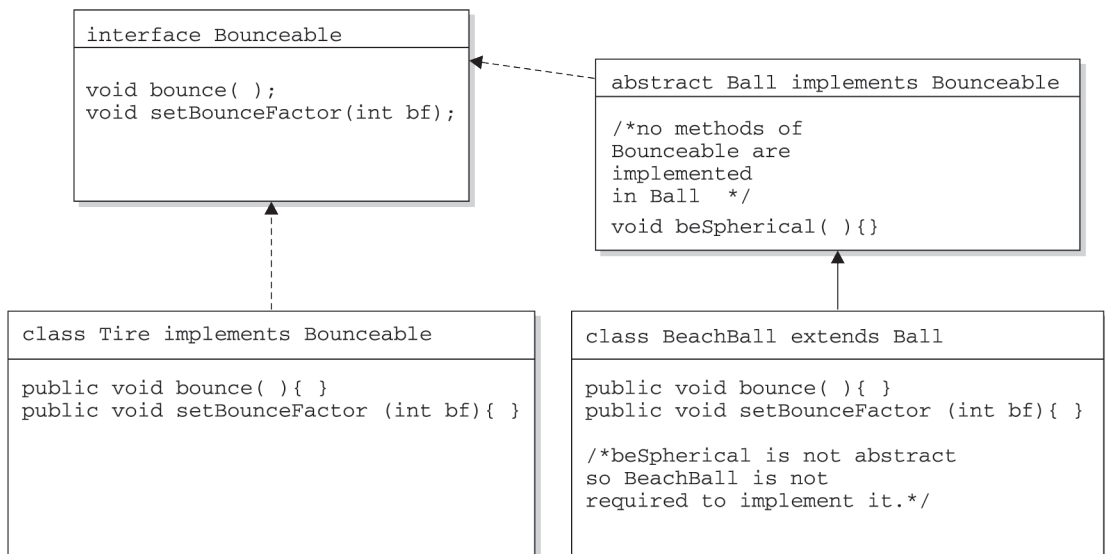 interface Bounceable
void bounce( );
void setBounceFactor(int bf);
abstract Ball implements Bounceable
/*no methods of
Bounceable are
implemented
in Ball  */
void beSpherical( ){}
class Tire implements Bounceable
public void bounce( ){ }
public void setBounceFactor (int bf){ }
class BeachBall extends Ball
public void bounce( ){ }
public void setBounceFactor (int bf){ }
/*beSpherical is not abstract
so BeachBall is not
required to implement it.*/